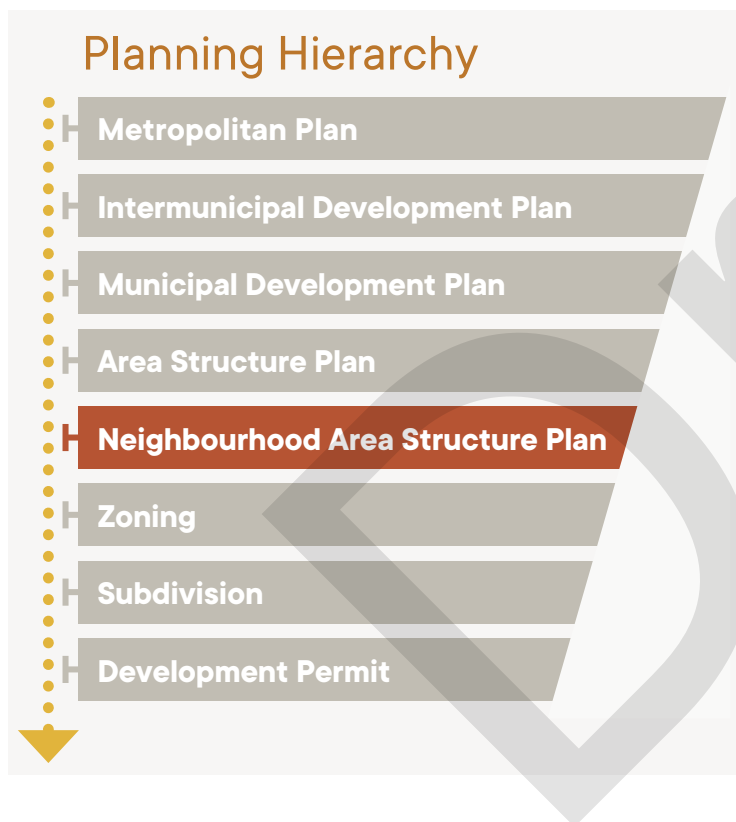 Planning Hierarchy
Metropolitan Plan
Intermunicipal Development Plan
Municipal Development Plan
Area Structure Plan
Neighbourhood Area Structure Plan
Zoning
Subdivision
Development Permit